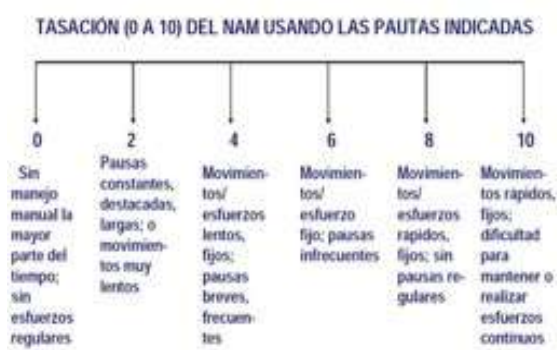 TASACIÓN (0 A 10) DEL NAM USANDO LAS PAUTAS INDICADAS
0
Sin
manejo
manual la
mayor
parte del
tiempo;
sin
esfuerzos
regulares
2
Pausas
constantes,
destacadas,
largas; o
movimien-
tos muy
lentos
4
Movimien-
tos/
esfuerzos
lentos,
fijos;
pausas
breves,
frecuen-
tes
6
Movimien-
tos/
esfuerzo
fijo; pausas
infrecuentes
8
Movimien-
tos/
esfuerzos
rapidos,
fijos; sin
pausas re-
gulares
10
Movimien-
tos rápidos,
fijos;
dificultad
para
mantener o
realizar
esfuerzos
continuos